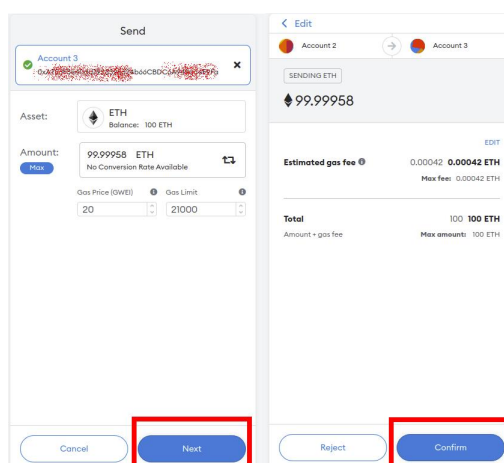 Send
Account 3
Asset:
ETH
Balance: 100 ETH
Amount:
Max
99.99958 ETH
No Conversion Rate Available
Gas Price (GWEI)
Gas Limit
20
21000
Cancel
Next
Edit
Account 2
Account 3
SENDING ETH
99.99958
EDIT
Estimated gas fee
0.00042 0.00042 ETH
Max fee: 0.00042 ETH
Total
100 100 ETH
Amount + gas fee
Max amount: 100 ETH
Reject
Confirm